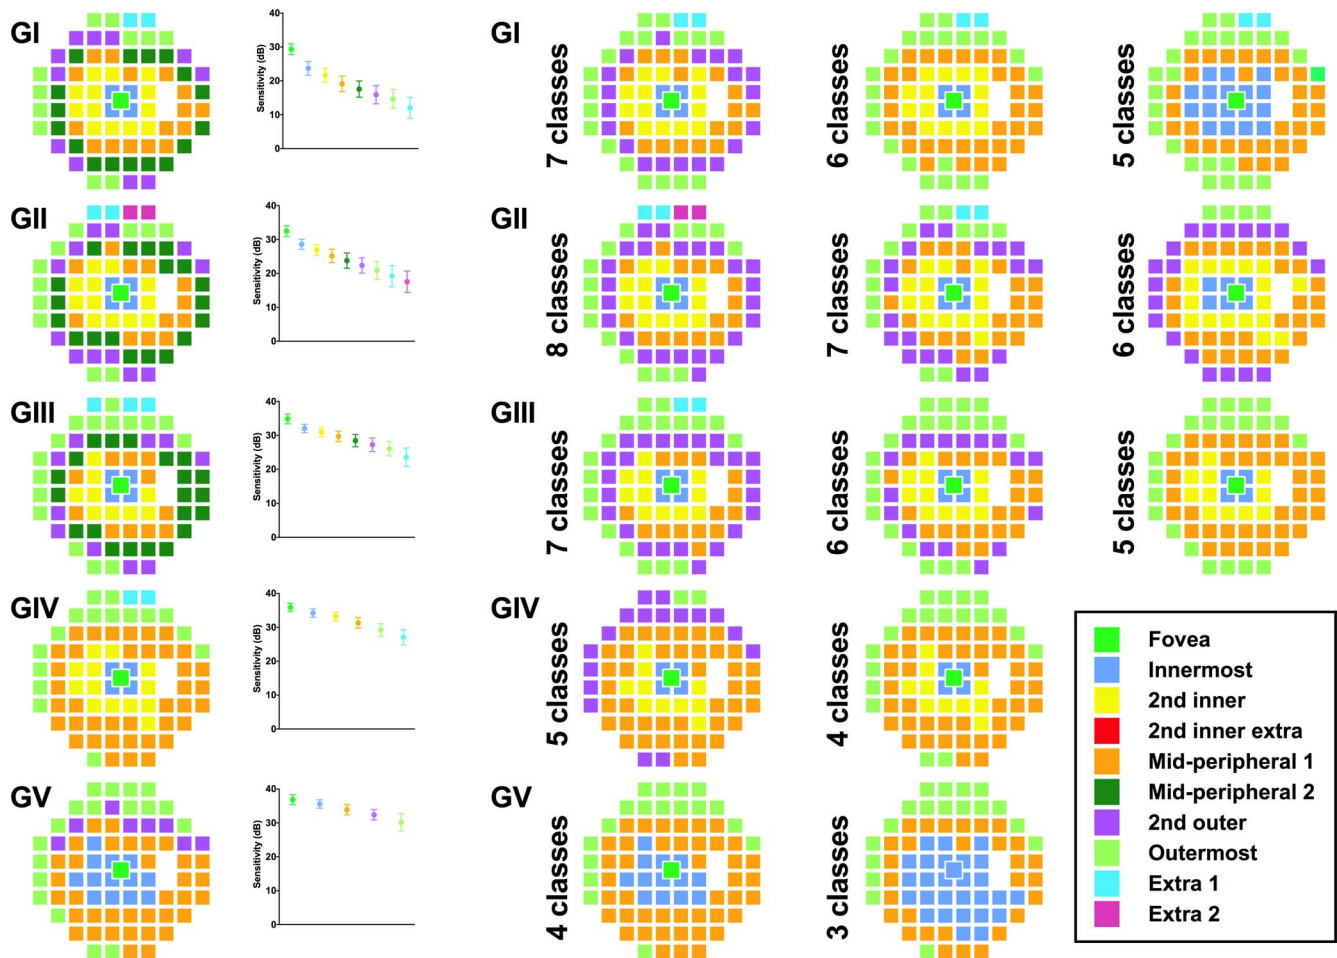 GI
Sensitivity (dB)
40
30
20
10
0
GI
7 classes
6 classes
5 classes
GII
Sensitivity (dB)
40
30
20
10
0
GII
8 classes
7 classes
6 classes
GIII
Sensitivity (dB)
40
30
20
10
0
GIII
7 classes
6 classes
5 classes
GIV
Sensitivity (dB)
40
30
20
10
0
GIV
5 classes
4 classes
GV
Sensitivity (dB)
40
30
20
10
0
GV
4 classes
3 classes
Fovea
Innermost
2nd inner
2nd inner extra
Mid-peripheral 1
Mid-peripheral 2
2nd outer
Outermost
Extra 1
Extra 2